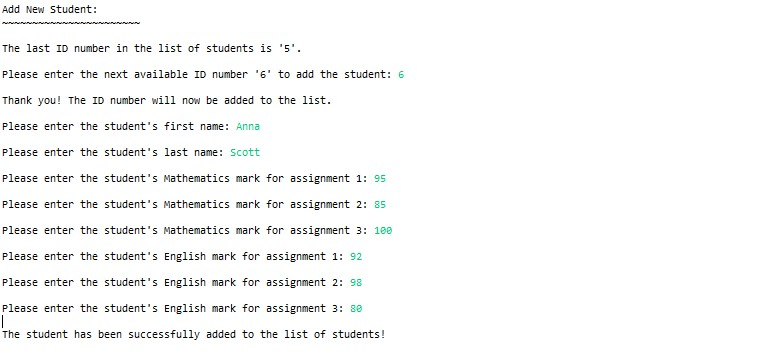 Add New Student:
~~~~~~~~~~~~~~~~~~~~~~~
The last ID number in the list of students is '5'.
Please enter the next available ID number '6' to add the student: 6
Thank you! The ID number will now be added to the list.
Please enter the student's first name: Anna
Please enter the student's last name: Scott
Please enter the student's Mathematics mark for assignment 1: 95
Please enter the student's Mathematics mark for assignment 2: 85
Please enter the student's Mathematics mark for assignment 3: 100
Please enter the student's English mark for assignment 1: 92
Please enter the student's English mark for assignment 2: 98
Please enter the student's English mark for assignment 3: 80
The student has been successfully added to the list of students!